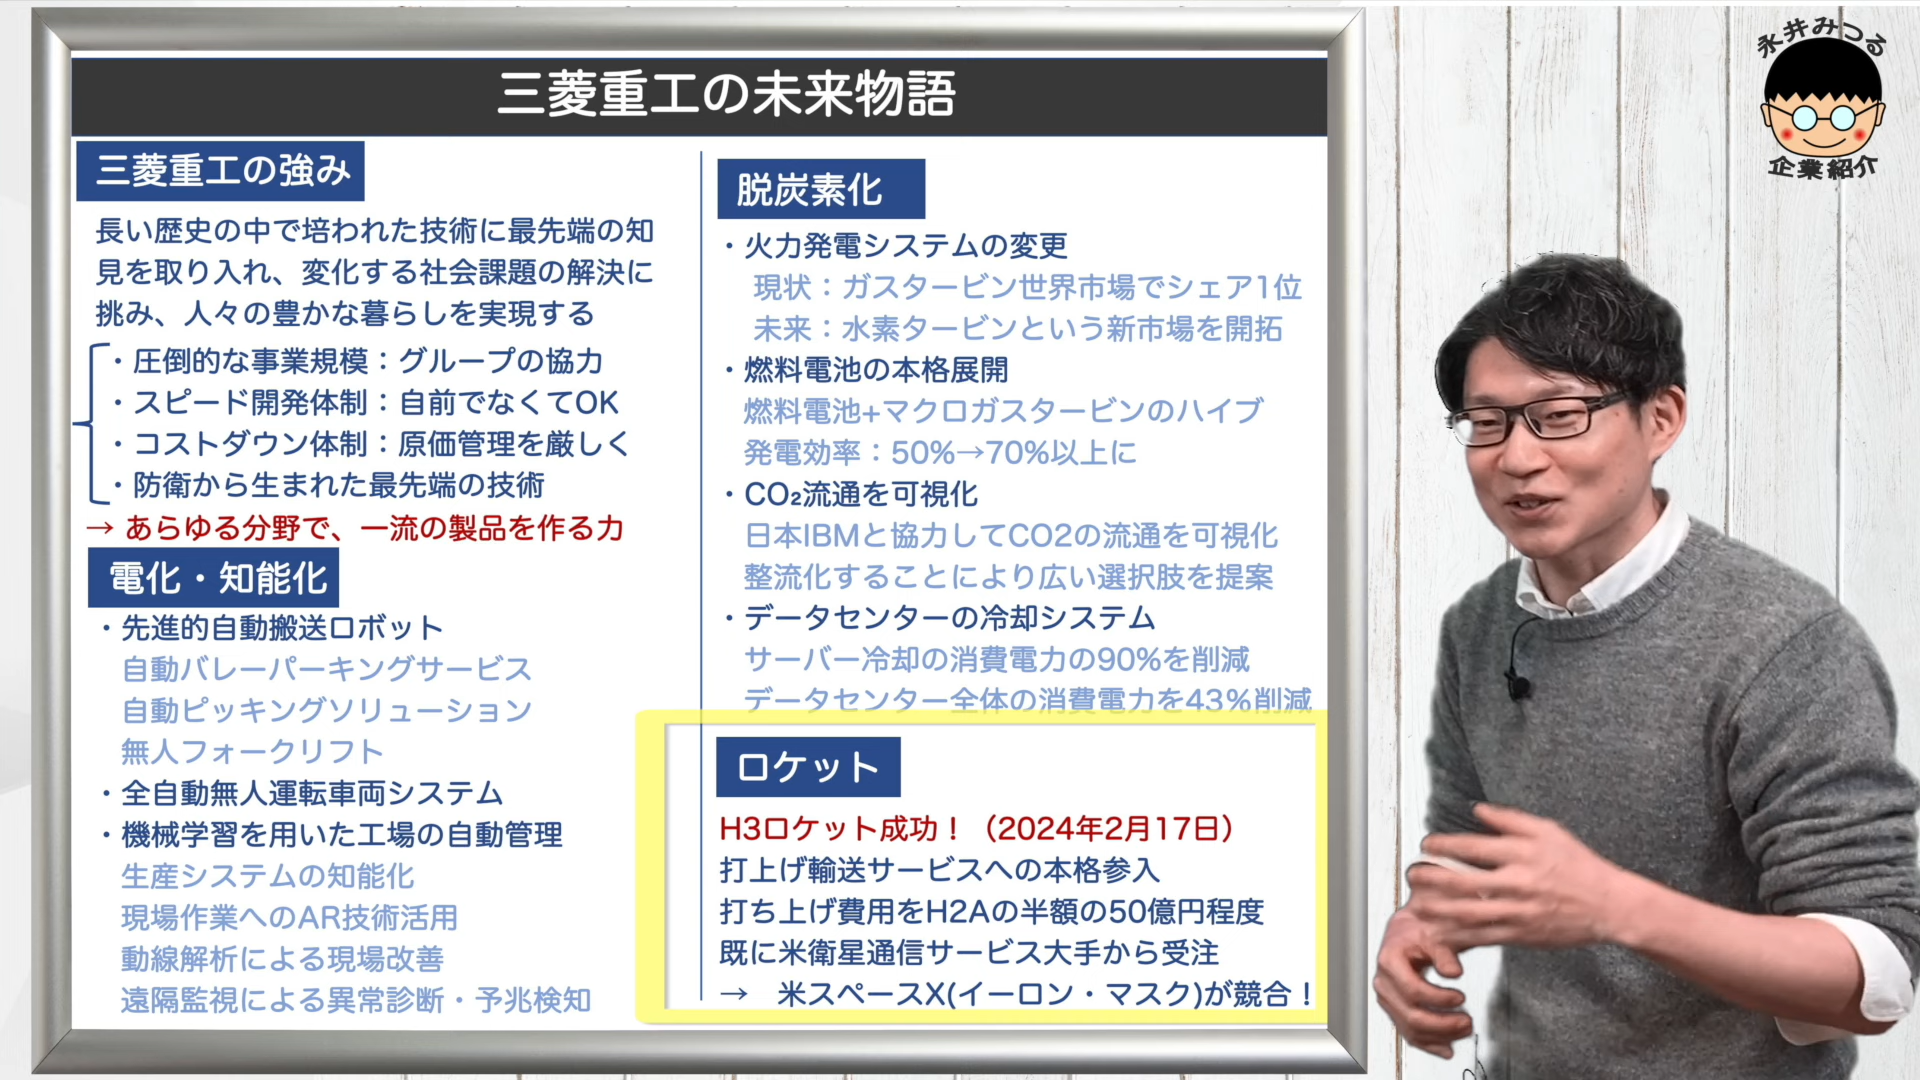 三菱重工の未来物語
三菱重工の強み
長い歴史の中で培われた技術に最先端の知
見を取り入れ、変化する社会課題の解決に
挑み、人々の豊かな暮らしを実現する
・圧倒的な事業規模：グループの協力
・スピード開発体制：自前でなくてOK
・コストダウン体制：原価管理を厳しく
・防衛から生まれた最先端の技術
→ あらゆる分野で、一流の製品を作る力
電化・知能化
・先進的自動搬送ロボット
自動バレーパーキングサービス
自動ピッキングソリューション
無人フォークリフト
・全自動無人運転車両システム
・機械学習を用いた工場の自動管理
生産システムの知能化
現場作業へのAR技術活用
動線解析による現場改善
遠隔監視による異常診断・予兆検知
脱炭素化
・火力発電システムの変更
現状：ガスタービン世界市場でシェア1位
未来：水素タービンという新市場を開拓
・燃料電池の本格展開
燃料電池+マクロガスタービンのハイブ
発電効率：50%→70%以上に
・CO₂流通を可視化
日本IBMと協力してCO2の流通を可視化
整流化することにより広い選択肢を提案
・データセンターの冷却システム
サーバー冷却の消費電力の90%を削減
データセンター全体の消費電力を43%削減
ロケット
H3ロケット成功！（2024年2月17日）
打上げ輸送サービスへの本格参入
打ち上げ費用をH2Aの半額の50億円程度
既に米衛星通信サービス大手から受注
→ 米スペースX(イーロン・マスク)が競合！
永井みつる
企業紹介